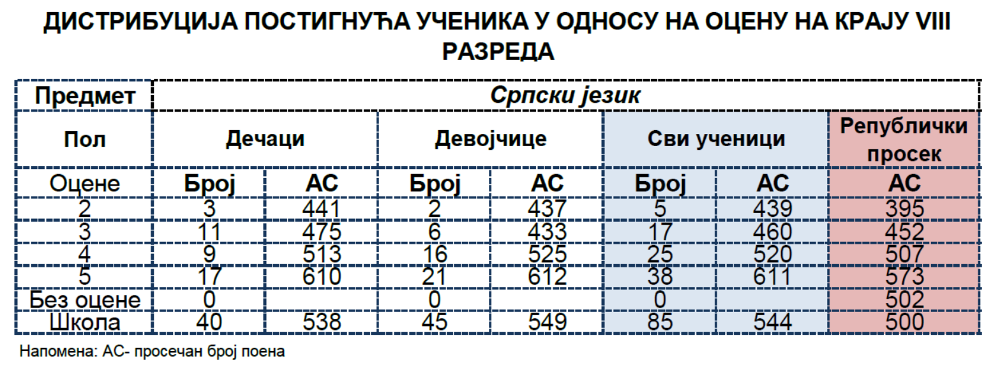 ДИСТРИБУЦИЈА ПОСТИГНУЋА УЧЕНИКА У ОДНОСУ НА ОЦЕНУ НА КРАЈУ VIII
РАЗРЕДА
Предмет Српски језик
Пол Дечаци Девојчице Сви ученици Републички просек
Оцене Број АС Број АС Број АС АС
2 3 441 2 437 5 439 395
3 11 475 6 433 17 460 452
4 9 513 16 525 25 520 507
5 17 610 21 612 38 611 573
Без оцене 0 0 0 502
Школа 40 538 45 549 85 544 500
Напомена: АС- просечан број поена